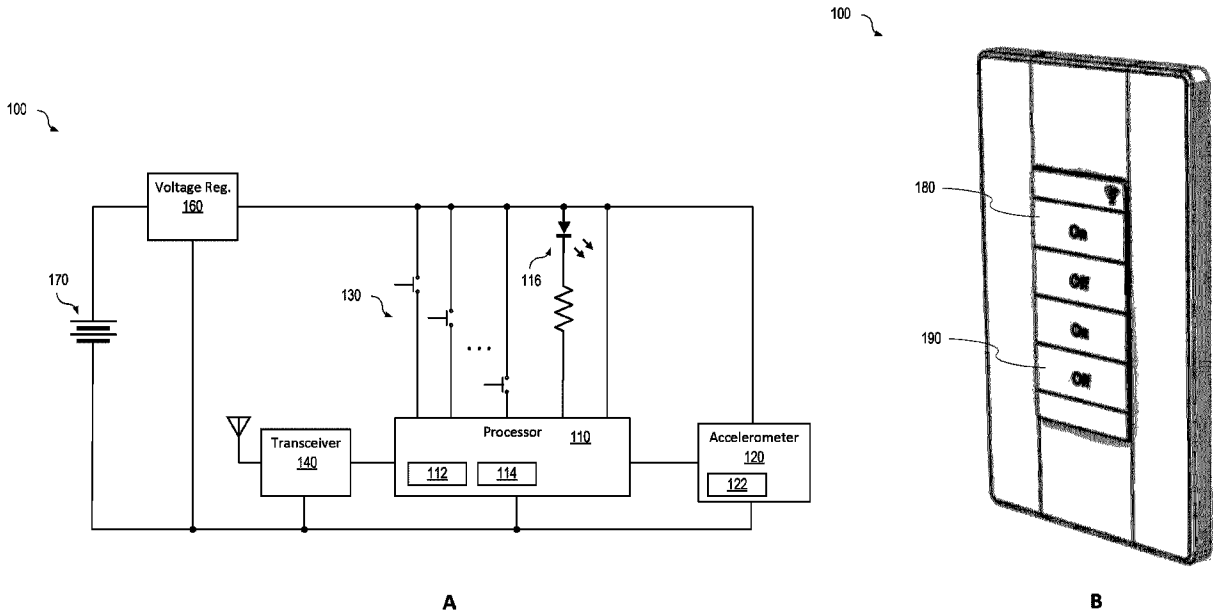 100
Voltage Reg.
160
170
130
116
...
Transceiver
140
Processor
110
112
114
Accelerometer
120
122
A
100
180
On
Off
On
190
Off
B